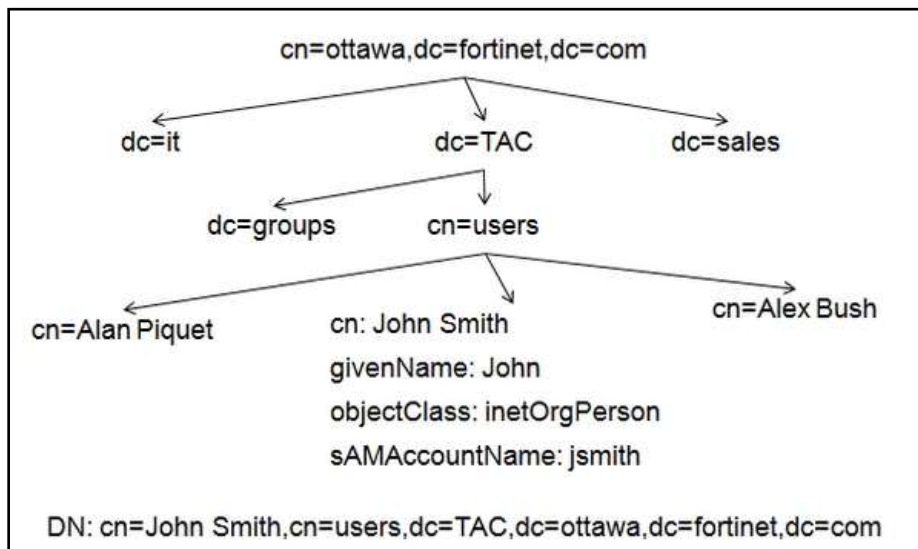 cn=ottawa,dc=fortinet,dc=com
dc=it
dc=TAC
dc=sales
dc=groups
cn=users
cn=Alan Piquet
cn: John Smith
givenName: John
objectClass: inetOrgPerson
sAMAccountName: jsmith
cn=Alex Bush
DN: cn=John Smith,cn=users,dc=TAC,dc=ottawa,dc=fortinet,dc=com